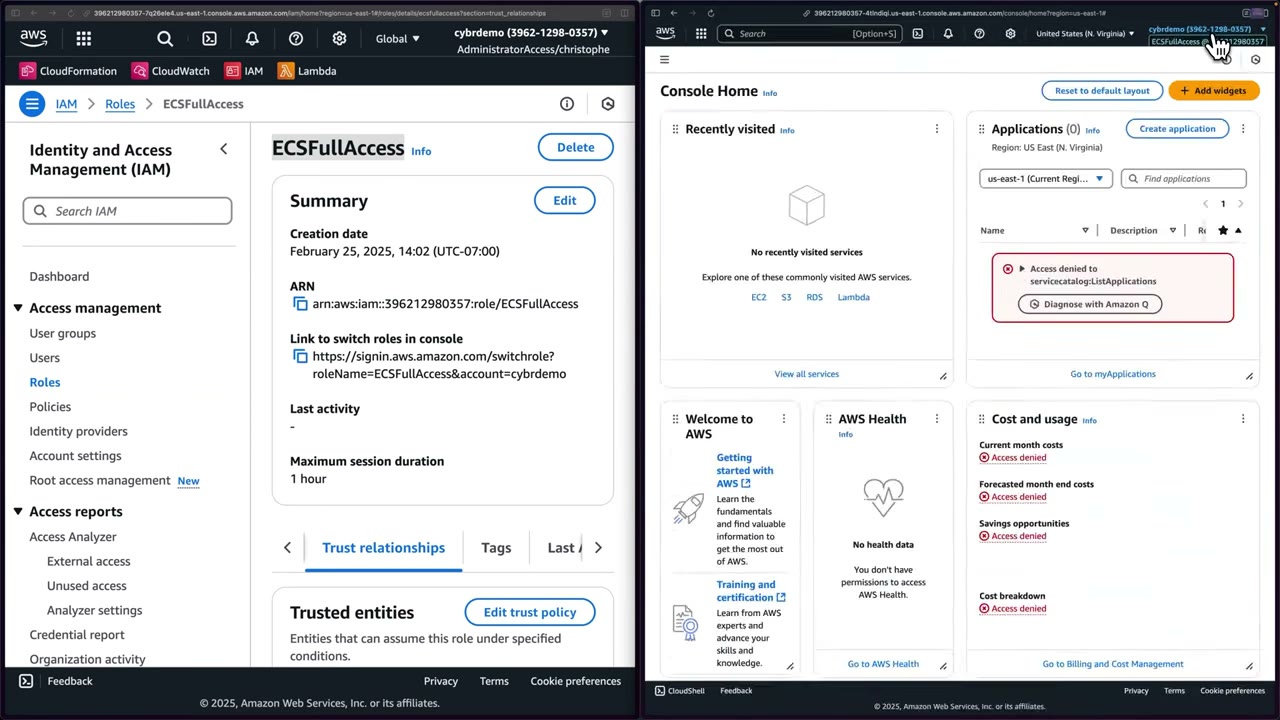 396212980357-7q26ele4.us-east-1.console.aws.amazon.com/iam/home?region=us-east-1#/roles/details/ecsfullaccess?section=trust_relationships
aws
Global
cybrdemo (3962-1298-0357)
AdministratorAccess/christophe
CloudFormation
CloudWatch
IAM
Lambda
IAM
Roles
ECSFullAccess
Identity and Access
Management (IAM)
Search IAM
Dashboard
Access management
User groups
Users
Roles
Policies
Identity providers
Account settings
Root access management New
Access reports
Access Analyzer
External access
Unused access
Analyzer settings
Credential report
Organization activity
ECSFullAccess Info
Delete
Summary
Edit
Creation date
February 25, 2025, 14:02 (UTC-07:00)
ARN
arn:aws:iam::396212980357:role/ECSFullAccess
Link to switch roles in console
https://signin.aws.amazon.com/switchrole?
roleName=ECSFullAccess&account=cybrdemo
Last activity
-
Maximum session duration
1 hour
Trust relationships
Tags
Last
Trusted entities
Edit trust policy
Entities that can assume this role under specified
conditions.
Feedback
Privacy
Terms
Cookie preferences
© 2025, Amazon Web Services, Inc. or its affiliates.
aws
Search
[Option+S]
United States (N. Virginia)
cybrdemo (3962-1298-0357)
ECSFullAccess
Console Home Info
Reset to default layout
+ Add widgets
Recently visited Info
No recently visited services
Explore one of these commonly visited AWS services.
EC2
S3
RDS
Lambda
View all services
Applications (0) Info
Create application
Region: US East (N. Virginia)
us-east-1 (Current Regi...
Find applications
1
Name
Description
Access denied to
servicecatalog:ListApplications
Diagnose with Amazon Q
Go to myApplications
Welcome to
AWS
Getting
started with
AWS
Learn the
fundamentals
and find valuable
information to
get the most out
of AWS.
Training and
certification
Learn from AWS
experts and
advance your
skills and
knowledge.
AWS Health
Info
No health data
You don't have
permissions to access
AWS Health.
Go to AWS Health
Cost and usage Info
Current month costs
Access denied
Forecasted month end costs
Access denied
Savings opportunities
Access denied
Cost breakdown
Access denied
Go to Billing and Cost Management
CloudShell
Feedback
Privacy
Terms
Cookie preferences
© 2025, Amazon Web Services, Inc. or its affiliates.